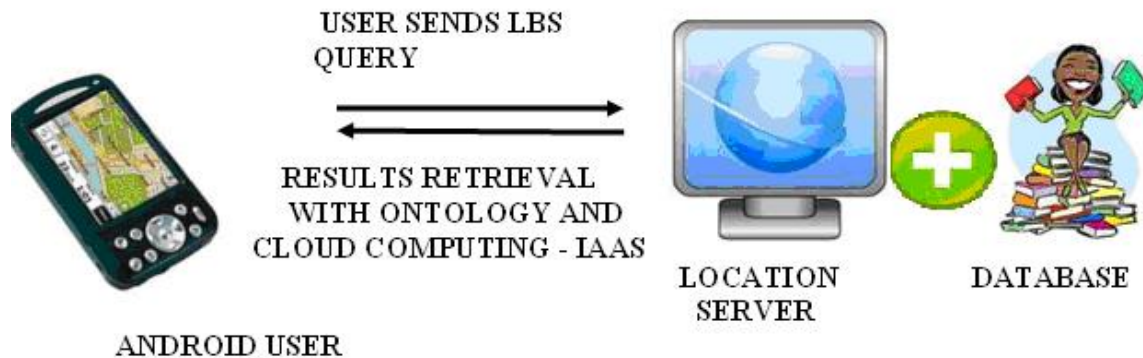 USER SENDS LBS
QUERY
RESULTS RETRIEVAL
WITH ONTOLOGY AND
CLOUD COMPUTING - IAAS
LOCATION
SERVER
DATABASE
ANDROID USER